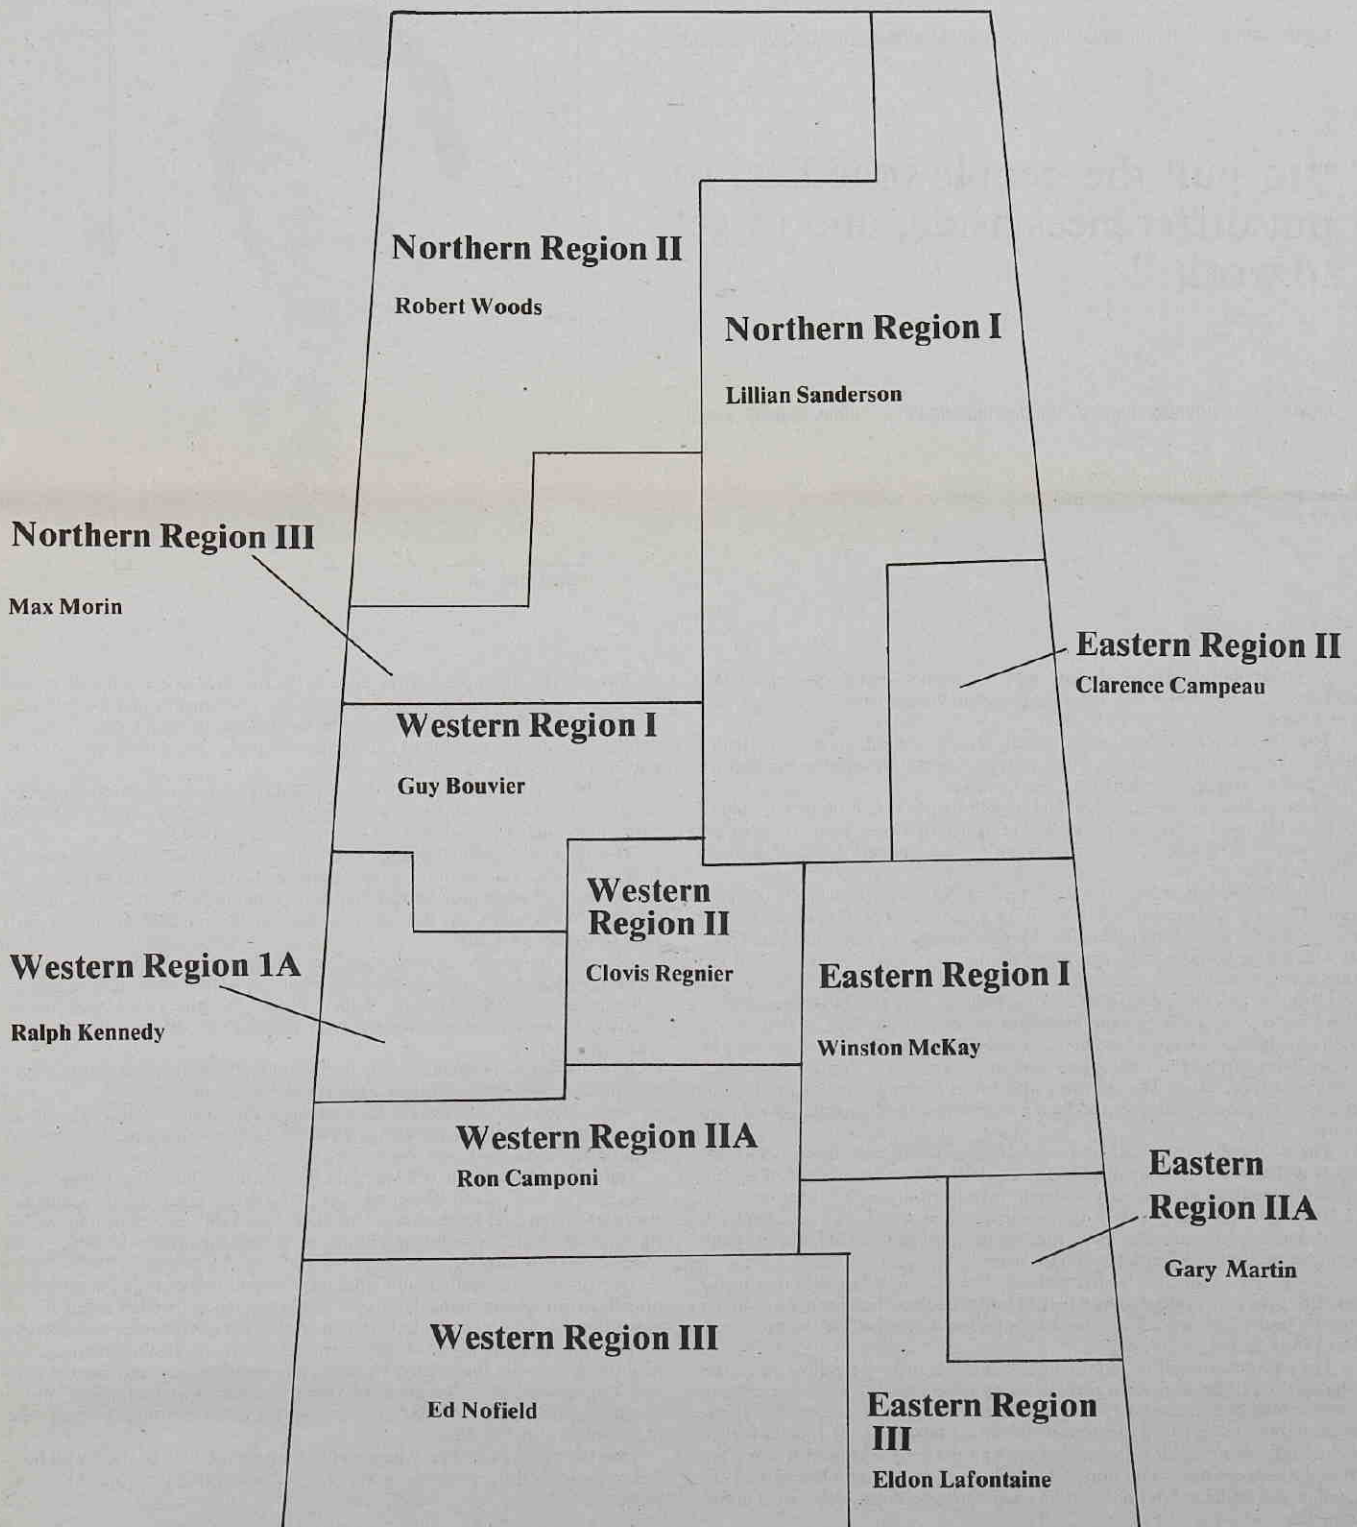 Northern Region II
Robert Woods
Northern Region I
Lillian Sanderson
Northern Region III
Max Morin
Eastern Region II
Clarence Campeau
Western Region I
Guy Bouvier
Western
Region II
Clovis Regnier
Western Region 1A
Ralph Kennedy
Eastern Region I
Winston McKay
Western Region IIA
Ron Camponi
Eastern
Region IIA
Gary Martin
Western Region III
Ed Nofield
Eastern Region
III
Eldon Lafontaine